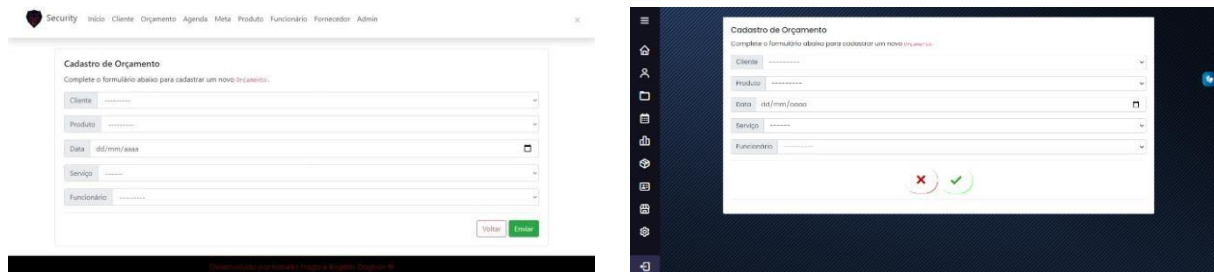 Security Início Cliente Orçamento Agenda Meta Produto Funcionário Fornecedor Admin
Cadastro de Orçamento
Complete o formulário abaixo para cadastrar um novo Orçamento.
Cliente ---------
Produto ---------
Data dd/mm/aaaa
Serviço ------
Funcionário ---------
Voltar Enviar
Cadastro de Orçamento
Complete o formulário abaixo para cadastrar um novo Orçamento.
Cliente ---------
Produto ---------
Data dd/mm/aaaa
Serviço ------
Funcionário ---------